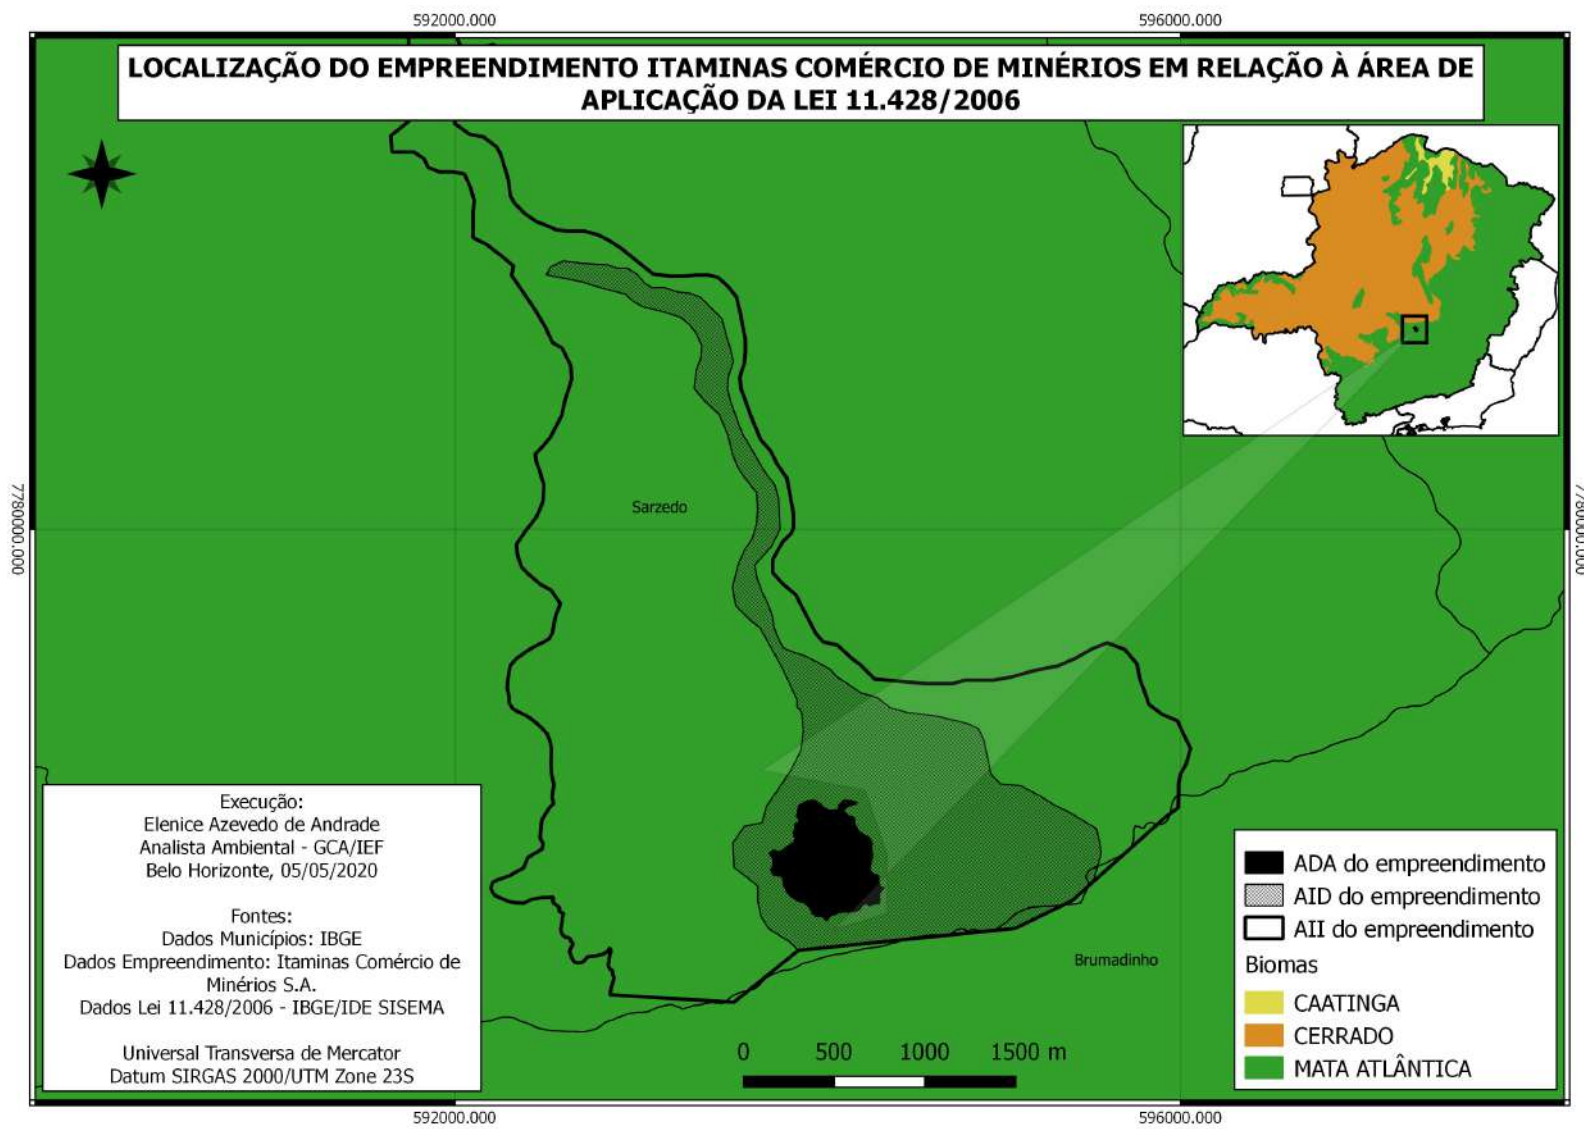 592000.000
596000.000
LOCALIZAÇÃO DO EMPREENDIMENTO ITAMINAS COMÉRCIO DE MINÉRIOS EM RELAÇÃO À ÁREA DE
APLICAÇÃO DA LEI 11.428/2006
7780000.000
7780000.000
Sarzedo
Brumadinho
Execução:
Elenice Azevedo de Andrade
Analista Ambiental - GCA/IEF
Belo Horizonte, 05/05/2020
Fontes:
Dados Municípios: IBGE
Dados Empreendimento: Itaminas Comércio de
Minérios S.A.
Dados Lei 11.428/2006 - IBGE/IDE SISEMA
Universal Transversa de Mercator
Datum SIRGAS 2000/UTM Zone 23S
0 500 1000 1500 m
ADA do empreendimento
AID do empreendimento
AII do empreendimento
Biomas
CAATINGA
CERRADO
MATA ATLÂNTICA
592000.000
596000.000